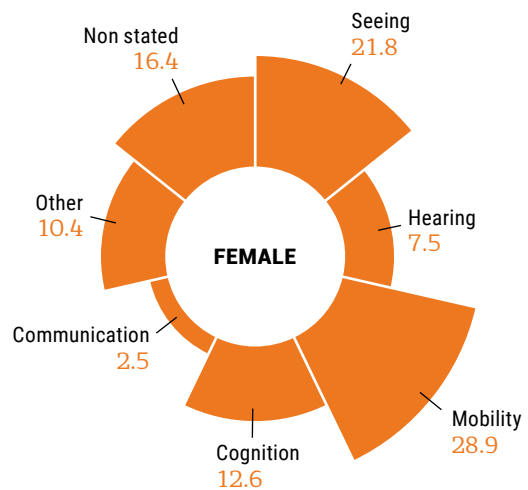 Seeing
21.8
Hearing
7.5
Mobility
28.9
Cognition
12.6
Communication
2.5
Other
10.4
Non stated
16.4
FEMALE